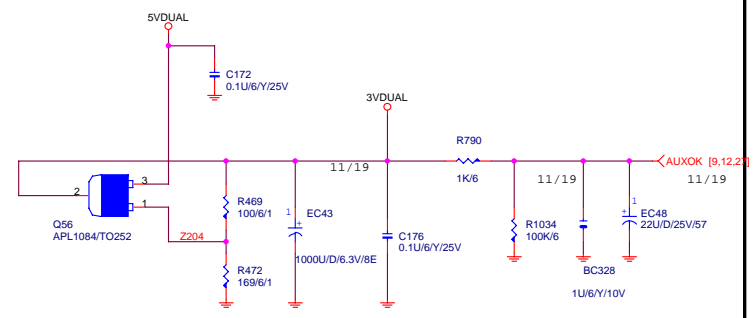 5VDUAL
C172
0.1U/6/Y/25V
3VDUAL
R790
1K/6
11/19
11/19
AUXOK [9,12,27]
11/19
2
3
1
Q56
APL1084/TO252
Z204
R469
100/6/1
R472
169/6/1
1
EC43
+
1000U/D/6.3V/8E
C176
0.1U/6/Y/25V
R1034
100K/6
BC328
1U/6/Y/10V
1
+
EC48
22U/D/25V/57